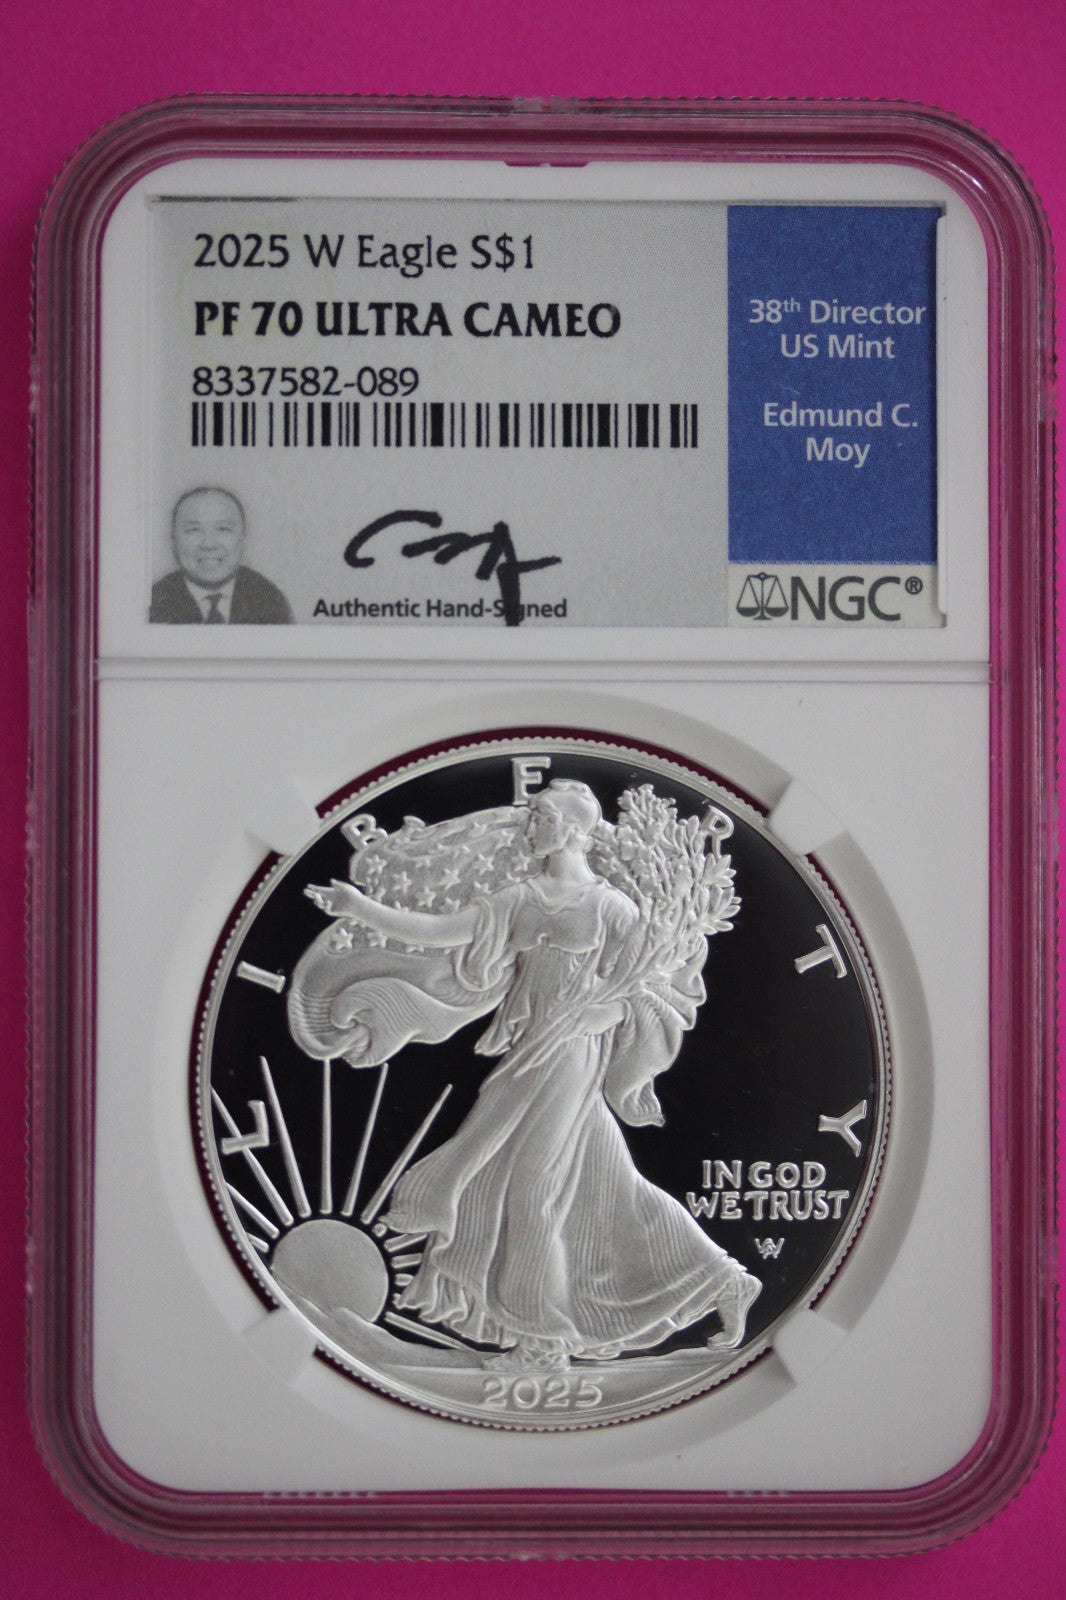 2025 W Eagle S$1
PF 70 ULTRA CAMEO
8337582-089
Authentic Hand-Signed
38th Director
US Mint
Edmund C.
Moy
NGC®
LIBERTY
IN GOD
WE TRUST
2025